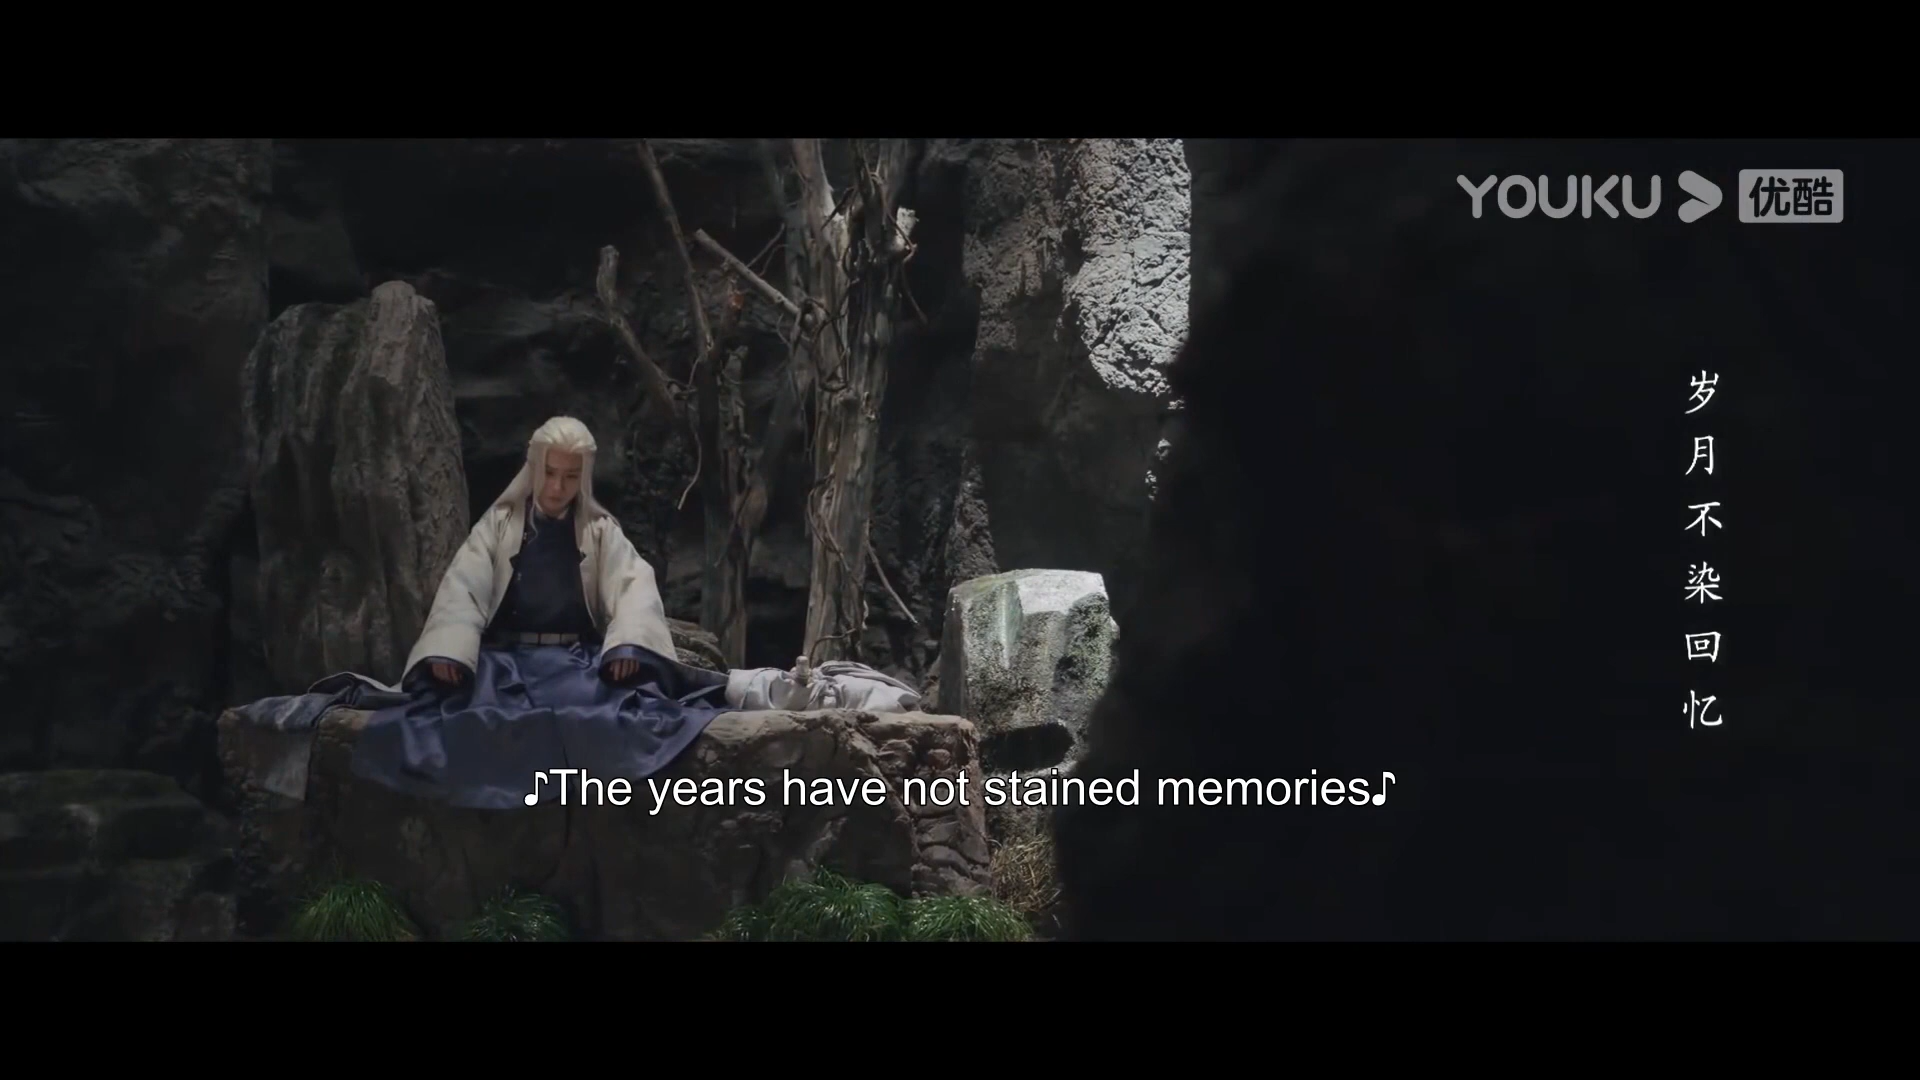 YOUKU 优酷
岁月不染回忆
♪The years have not stained memories♪